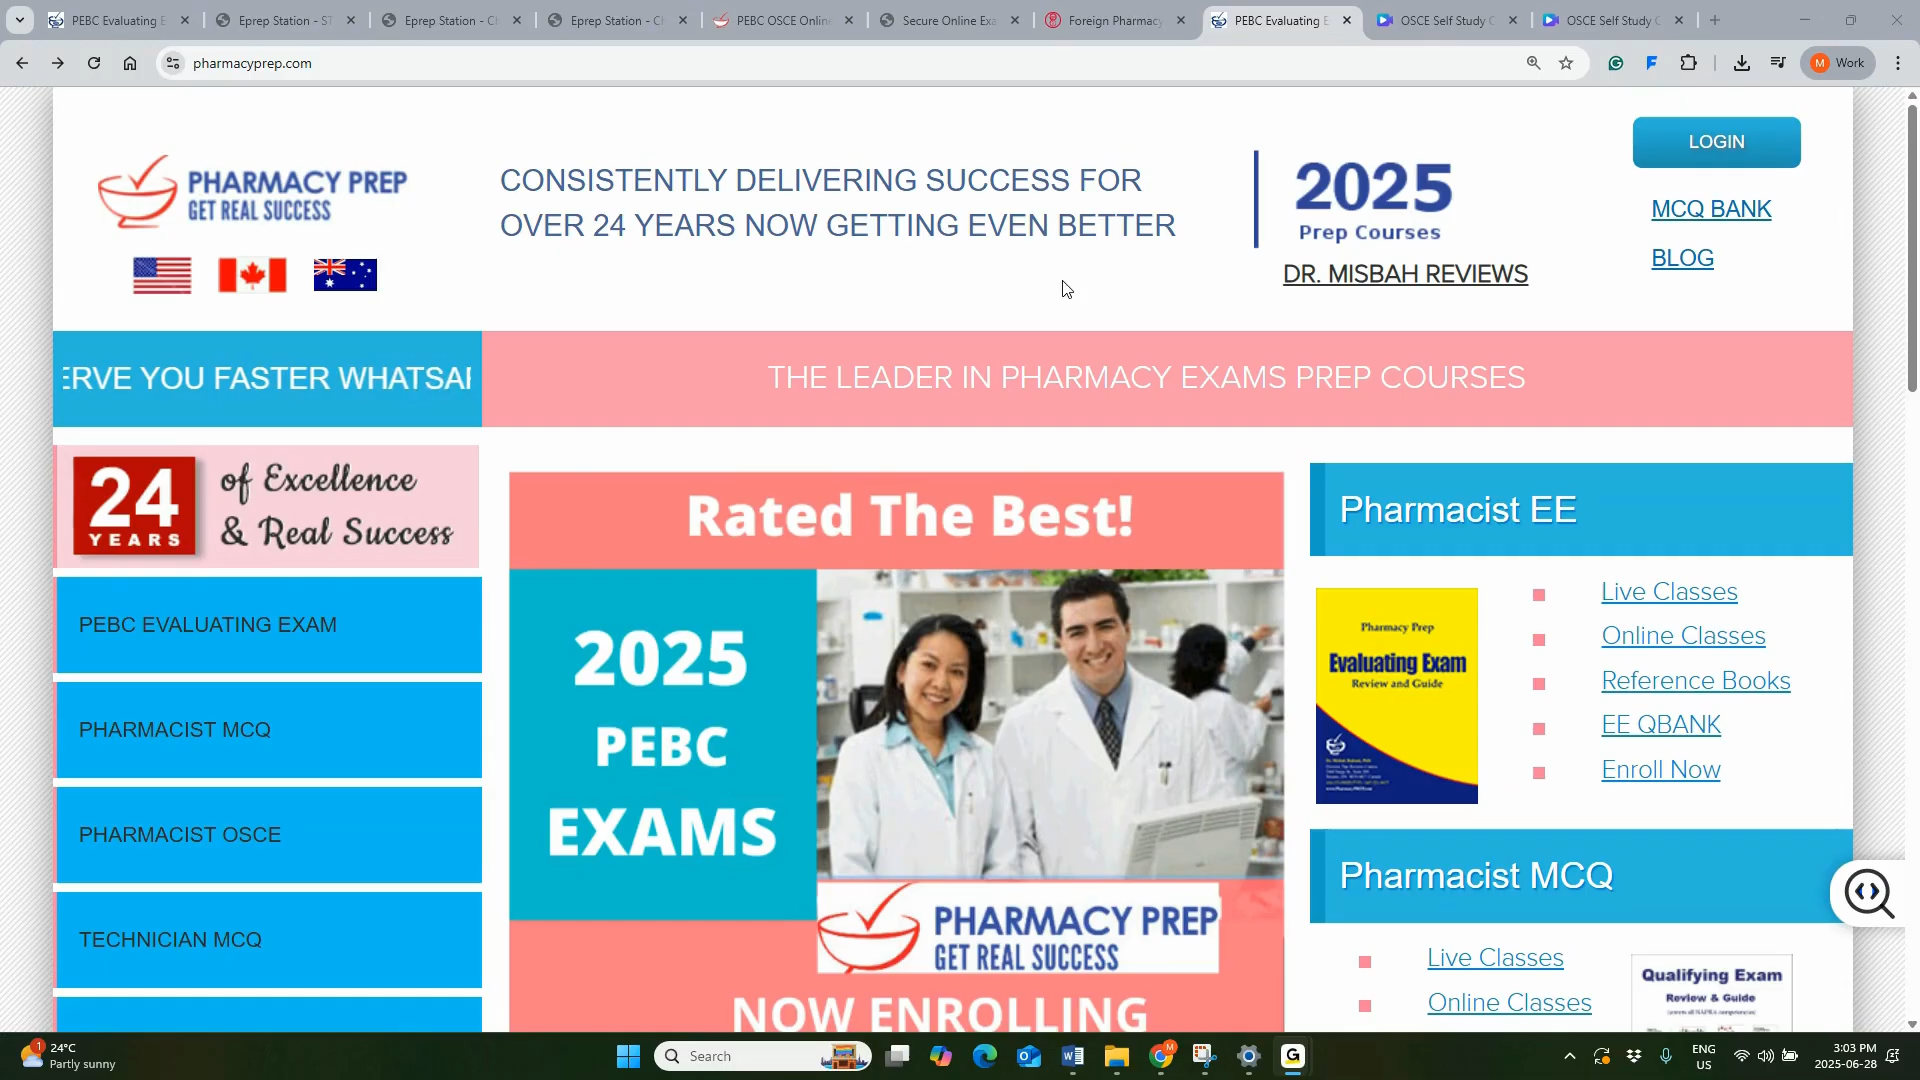 PEBC Evaluating E
Eprep Station - ST
Eprep Station - Ch
Eprep Station - Ch
PEBC OSCE Onlin
Secure Online Exa
Foreign Pharmacy
PEBC Evaluating E
OSCE Self Study C
OSCE Self Study C
pharmacyprep.com
Work
PHARMACY PREP
GET REAL SUCCESS
CONSISTENTLY DELIVERING SUCCESS FOR
OVER 24 YEARS NOW GETTING EVEN BETTER
2025
Prep Courses
DR. MISBAH REVIEWS
LOGIN
MCQ BANK
BLOG
ERVE YOU FASTER WHATSAP
THE LEADER IN PHARMACY EXAMS PREP COURSES
24
YEARS
of Excellence
& Real Success
PEBC EVALUATING EXAM
PHARMACIST MCQ
PHARMACIST OSCE
TECHNICIAN MCQ
Rated The Best!
2025
PEBC
EXAMS
PHARMACY PREP
GET REAL SUCCESS
NOW ENROLLING
Pharmacist EE
Pharmacy Prep
Evaluating Exam
Review and Guide
Live Classes
Online Classes
Reference Books
EE QBANK
Enroll Now
Pharmacist MCQ
Live Classes
Online Classes
Qualifying Exam
Review & Guide
24°C
Partly sunny
Search
ENG
US
3:03 PM
2025-06-28